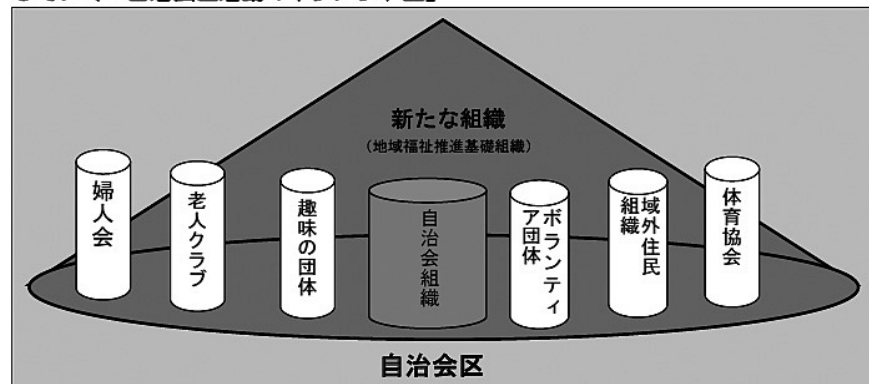 新たな組織
(地域福祉推進基礎組織)
婦人会
老人クラブ
趣味の団体
自治会組織
ボランティ
ア団体
域外住民
組織
体育協会
自治会区